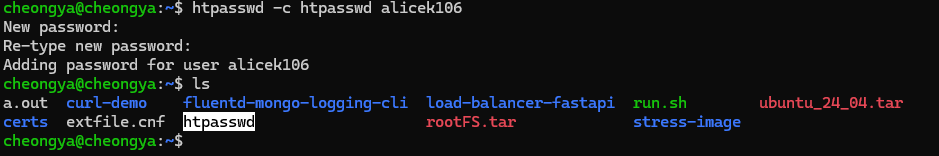 cheongya@cheongya:~$ htpasswd -c htpasswd alicek106
New password:
Re-type new password:
Adding password for user alicek106
cheongya@cheongya:~$ ls
a.out  curl-demo    fluentd-mongo-logging-cli  load-balancer-fastapi  run.sh        ubuntu_24_04.tar
certs  extfile.cnf  htpasswd                   rootFS.tar             stress-image
cheongya@cheongya:~$